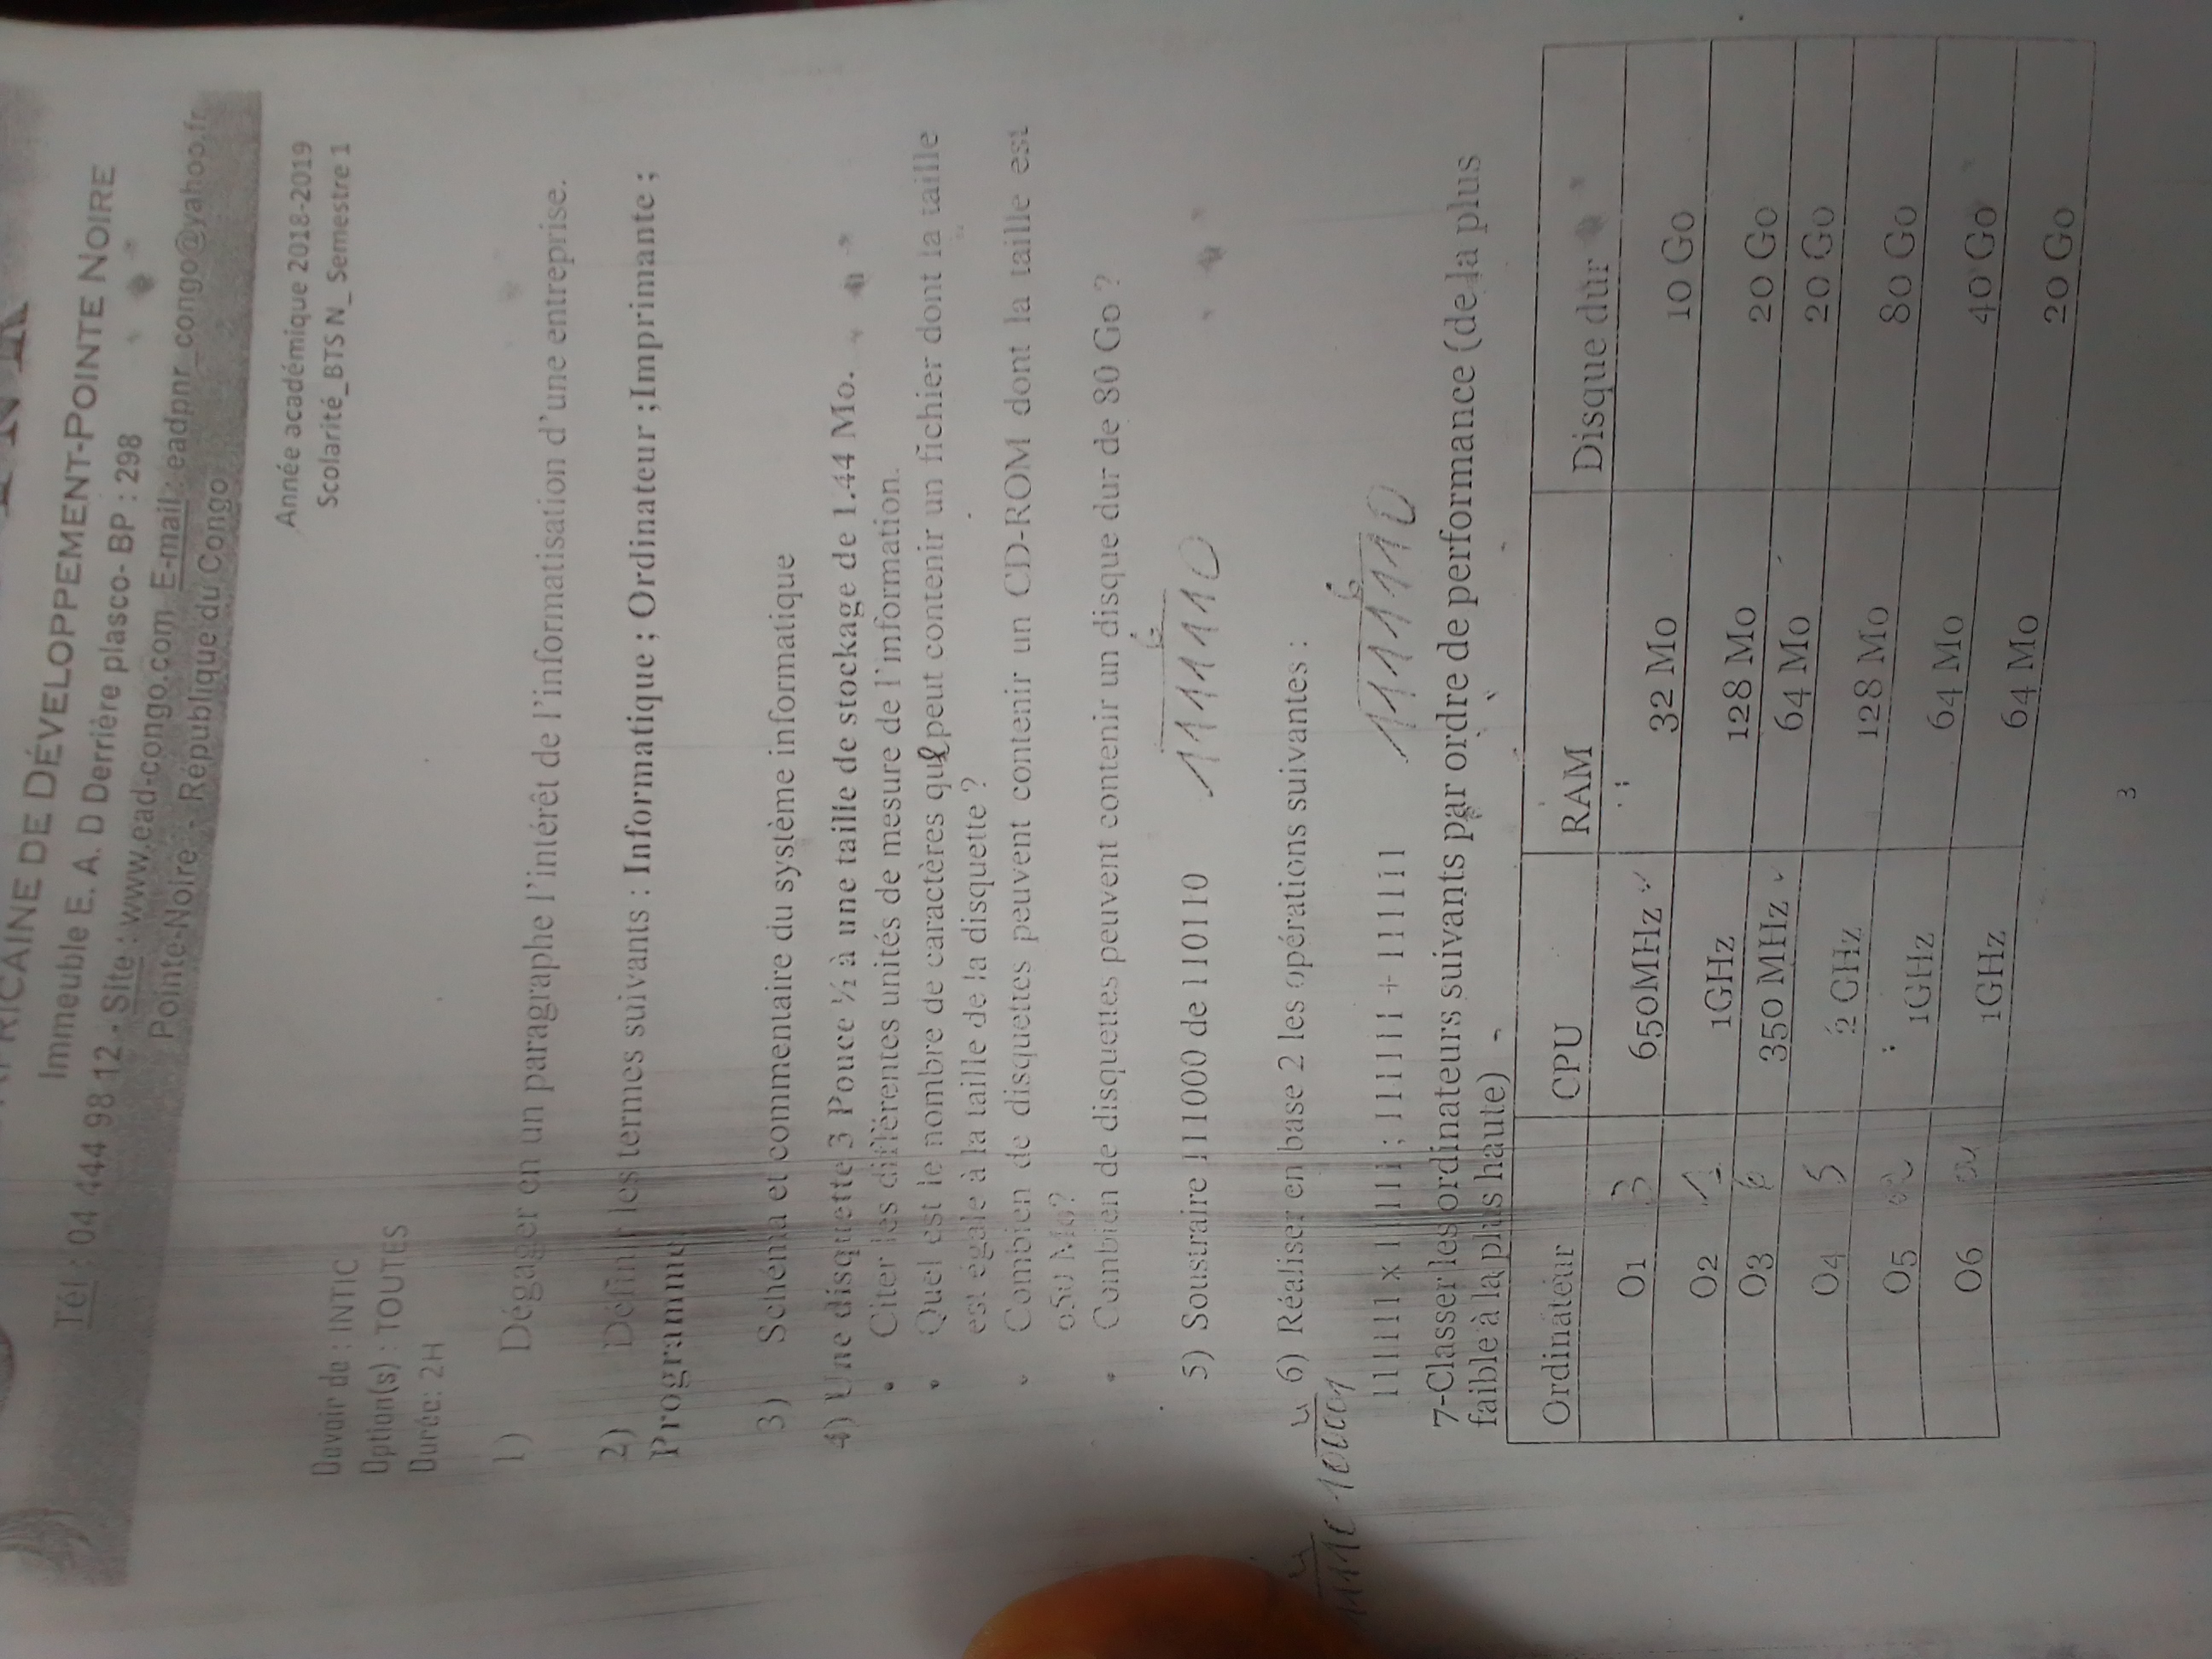 RICAINE DE DÉVELOPPEMENT-POINTE NOIRE
Immeuble E. A. D Derrière plasco- BP : 298
Tél : 04 444 98 12 - Site : www.ead-congo.com E-mail : eadpnr_congo@yahoo.fr
Pointe-Noire - République du Congo
Année académique 2018-2019
Scolarité_BTS N_ Semestre 1
Devoir de : INTIC
Option(s) : TOUTES
Durée: 2H
1) Dégager en un paragraphe l'intérêt de l'informatisation d'une entreprise.
2) Définir les termes suivants : Informatique ; Ordinateur ;Imprimante ;
Programme
3) Schéma et commentaire du système informatique
4) Une disquette 3 Pouce ½ à une taille de stockage de 1.44 Mo.
• Citer les différentes unités de mesure de l'information.
• Quel est le nombre de caractères que peut contenir un fichier dont la taille
est égale à la taille de la disquette ?
• Combien de disquettes peuvent contenir un CD-ROM dont la taille est
650 Mo?
• Combien de disquettes peuvent contenir un disque dur de 80 Go ?
5) Soustraire 111000 de 110110 111110
6) Réaliser en base 2 les opérations suivantes :
111111 x 1111; 111111 + 111111 1111110
7-Classer les ordinateurs suivants par ordre de performance (de la plus
faible à la plus haute)
Ordinateur CPU RAM Disque dur
O1 3 650MHz 32 Mo 10 Go
O2 1GHz 128 Mo 20 Go
O3 350 MHz 64 Mo 20 Go
O4 5 2 GHz 128 Mo 80 Go
O5 1GHz 64 Mo 40 Go
O6 1GHz 64 Mo 20 Go
3